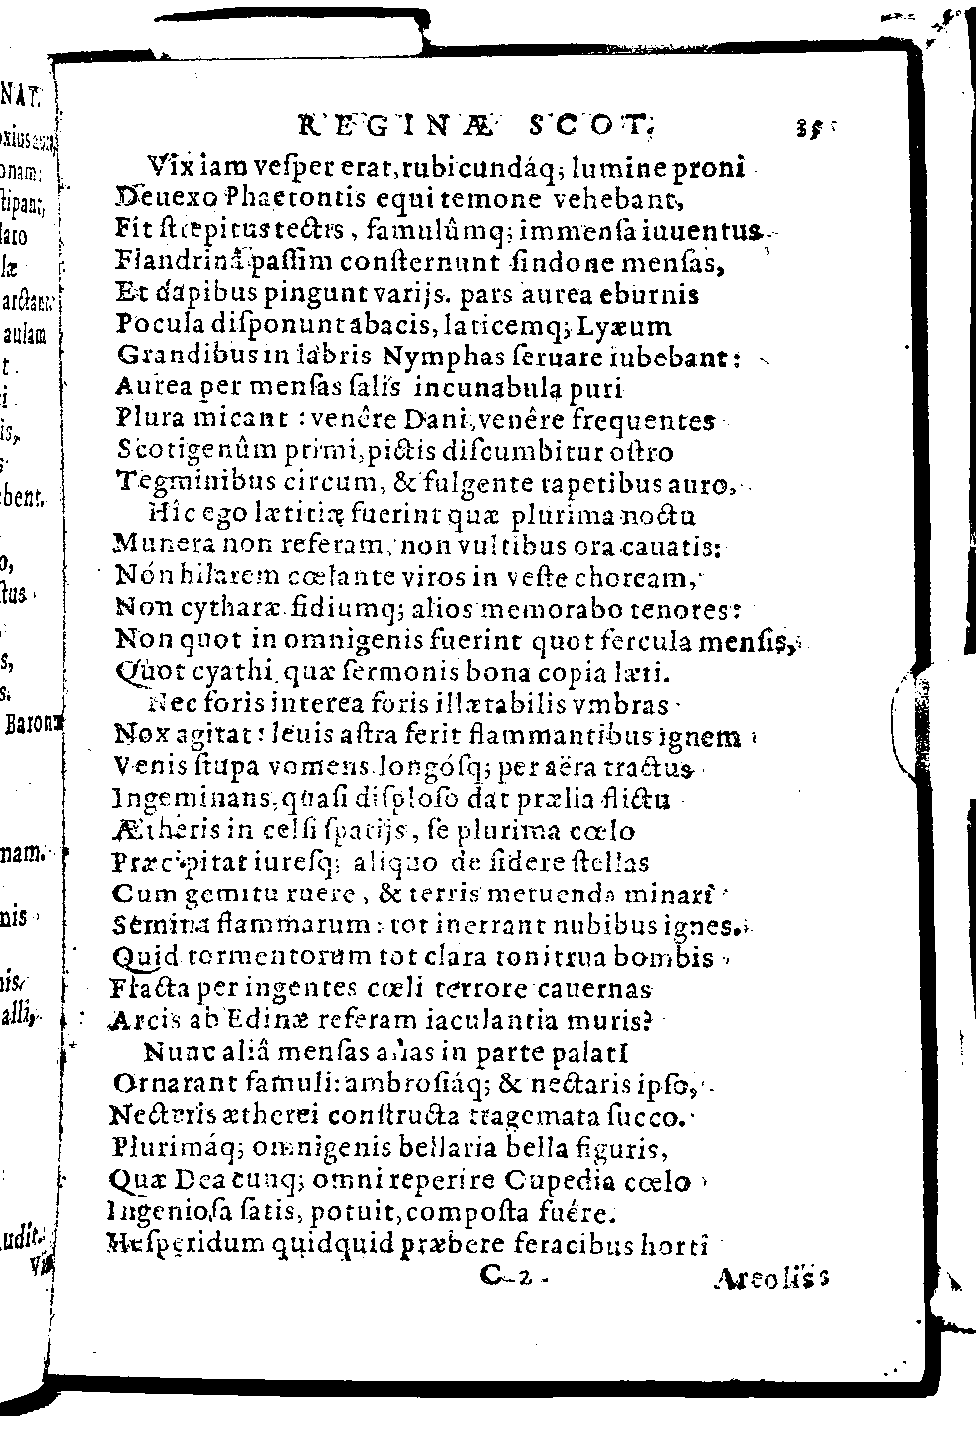 REGINÆ SCOT. 35
Vix iam veſper erat, rubicundáq; lumine proni
Deuexo Phaetontis equi temone vehebant,
Fit ſtrepitus tectis, famulûmq; immenſa iuuentus
Flandrinâ paſſim conſternunt ſindone menſas,
Et dapibus pingunt varijs. pars aurea eburnis
Pocula diſponunt abacis, laticemq; Lyæum
Grandibus in labris Nymphas ſeruare iubebant:
Aurea per menſas ſalis incunabula puri
Plura micant: venêre Dani, venêre frequentes
Scotigenûm primi, pictis diſcumbitur oſtro
Tegminibus circum, & fulgente tapetibus auro,
Hîc ego lætitiæ fuerint quæ plurima noctu
Munera non referam, non vultibus ora cauatis:
Nón hilarem cœlante viros in veſte choream,
Non cytharæ fidiumq; alios memorabo tenores:
Non quot in omnigenis fuerint quot fercula menſis,
Quot cyathi, quæ ſermonis bona copia læti.
Nec foris interea foris illætabilis vmbras
Nox agitat: leuis aſtra ferit flammantibus ignem
Venis ſtupa vomens longóſq; per aëra tractus
Ingeminans, quaſi diſploſo dat prælia flictu
Ætheris in celſi ſpatijs, ſe plurima cœlo
Præcipitat iureſq; aliquo de ſidere ſtellas
Cum gemitu ruere, & terris metuenda minari
Semina flammarum: tot inerrant nubibus ignes.
Quid tormentorum tot clara tonitrua bombis
Fracta per ingentes cœli terrore cauernas
Arcis ab Edinæ referam iaculantia muris?
Nunc aliâ menſas alias in parte palatI
Ornarant famuli: ambroſiáq; & nectaris ipſo,
Necteris ætherei conſtructa tragemata ſucco.
Plurimáq; omnigenis bellaria bella figuris,
Quæ Dea cunq; omni reperire Cupedia cœlo
Ingenioſa ſatis, potuit, compoſta fuére.
Heſperidum quidquid præbere feracibus horti
C 2 Areolis
NAT.
oxius
onam:
ſtipant,
laro
læ
arctant
aulam
t.
i
is,
s
bent.
o,
ctus
s,
s.
Baronæ
nam.
nis
nis
alli,
udit.
Vix